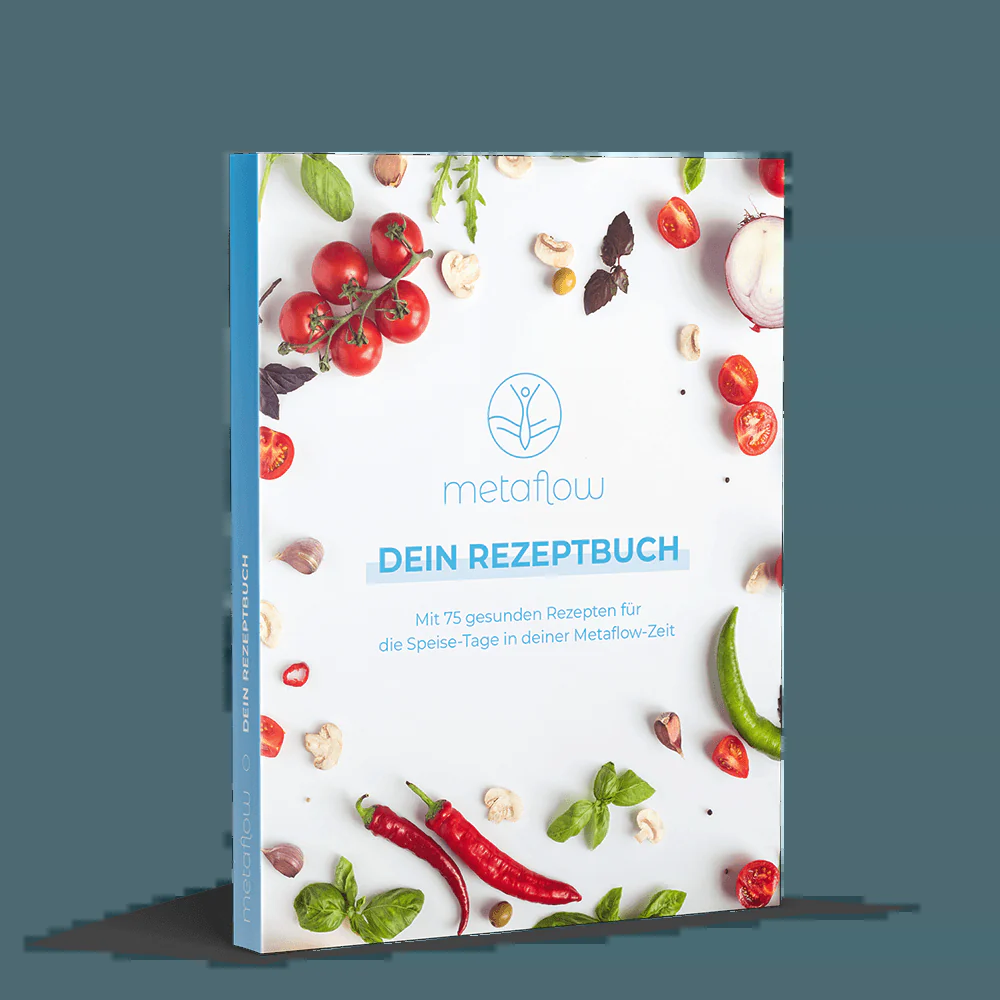 metaflow
DEIN REZEPTBUCH
Mit 75 gesunden Rezepten für
die Speise-Tage in deiner Metaflow-Zeit
metaflow DEIN REZEPTBUCH